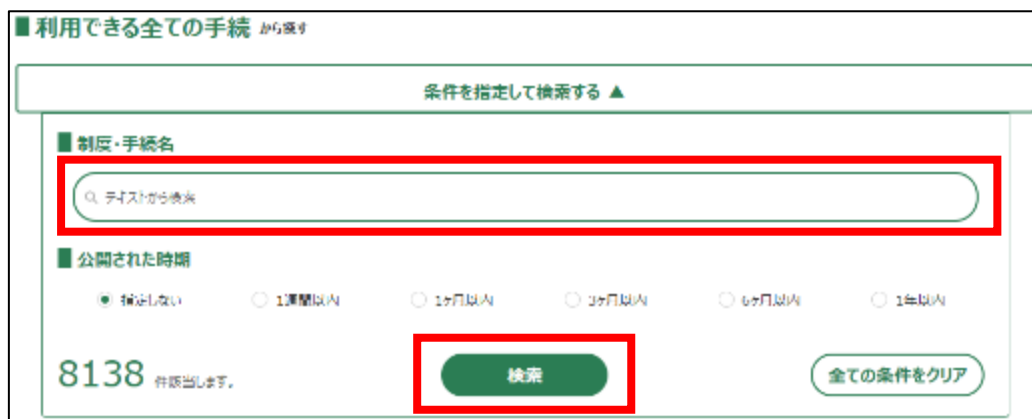 利用できる全ての手続 から探す
条件を指定して検索する ▲
制度・手続名
テキストから検索
公開された時期
指定しない 1週間以内 1ヶ月以内 3ヶ月以内 6ヶ月以内 1年以内
8138 件該当します。 検索 全ての条件をクリア